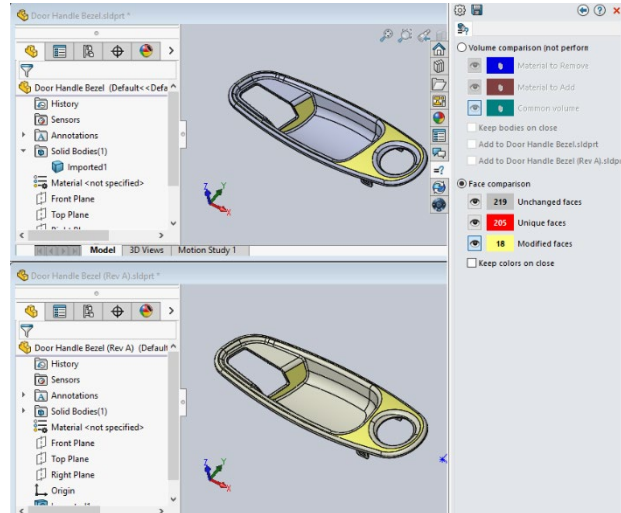 Door Handle Bezel.sldprt *
Door Handle Bezel (Default<<Defa
History
Sensors
Annotations
Solid Bodies(1)
Imported1
Material <not specified>
Front Plane
Top Plane
Model 3D Views Motion Study 1
Door Handle Bezel (Rev A).sldprt *
Door Handle Bezel (Rev A) (Default
History
Sensors
Annotations
Solid Bodies(1)
Material <not specified>
Front Plane
Top Plane
Right Plane
Origin
Volume comparison (not perform
Material to Remove
Material to Add
Common volume
Keep bodies on close
Add to Door Handle Bezel.sldprt
Add to Door Handle Bezel (Rev A).sldpr
Face comparison
219 Unchanged faces
205 Unique faces
18 Modified faces
Keep colors on close